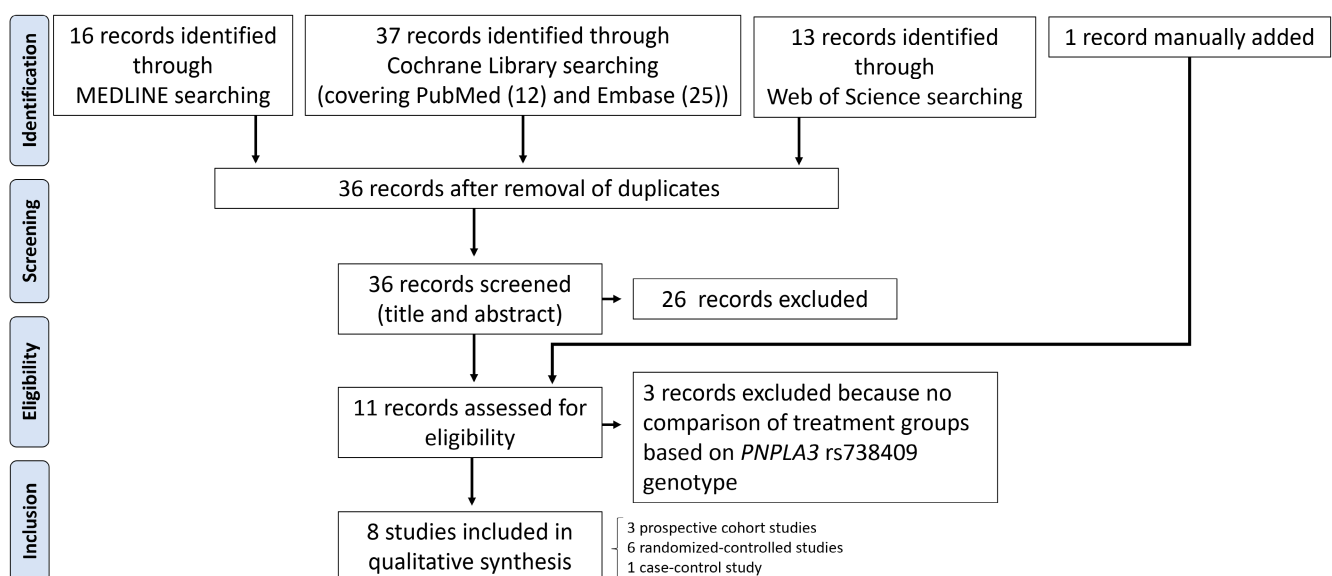 Identification
16 records identified
through
MEDLINE searching
37 records identified through
Cochrane Library searching
(covering PubMed (12) and Embase (25))
13 records identified
through
Web of Science searching
1 record manually added
36 records after removal of duplicates
Screening
36 records screened
(title and abstract)
26 records excluded
Eligibility
11 records assessed for
eligibility
3 records excluded because no
comparison of treatment groups
based on PNPLA3 rs738409
genotype
Inclusion
8 studies included in
qualitative synthesis
3 prospective cohort studies
6 randomized-controlled studies
1 case-control study